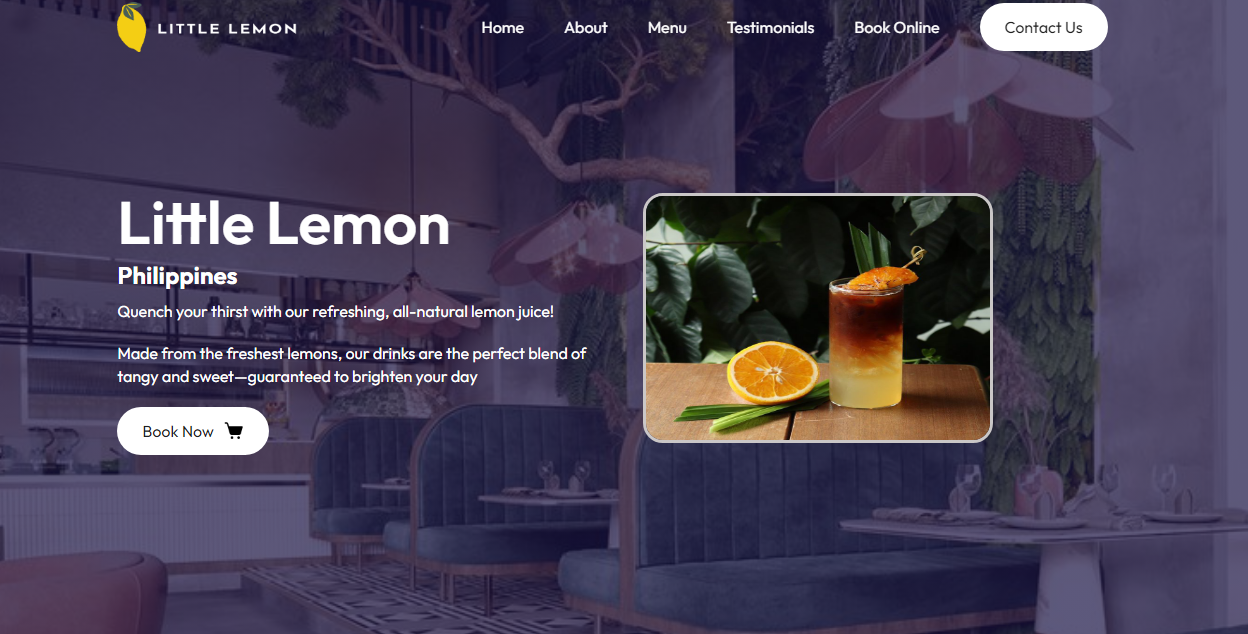 LITTLE LEMON
Home About Menu Testimonials Book Online Contact Us
Little Lemon
Philippines
Quench your thirst with our refreshing, all-natural lemon juice!
Made from the freshest lemons, our drinks are the perfect blend of
tangy and sweet—guaranteed to brighten your day
Book Now